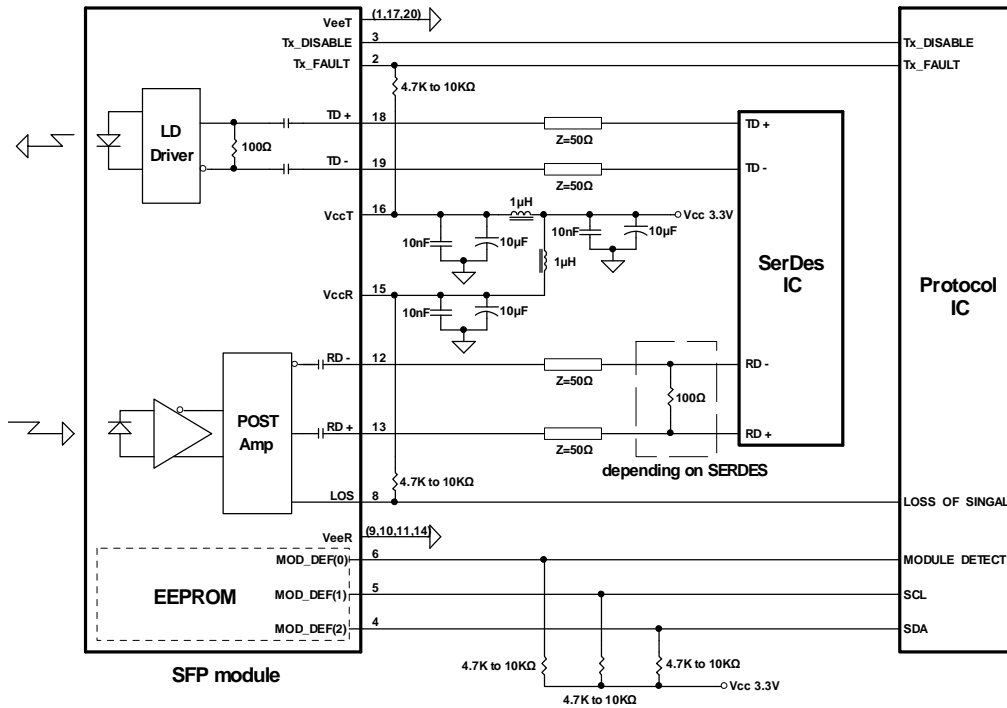 VeeT
(1,17,20)
Tx_DISABLE
3
Tx_DISABLE
Tx_FAULT
2
Tx_FAULT
4.7K to 10KΩ
LD
Driver
100Ω
TD +
18
Z=50Ω
TD +
TD -
19
Z=50Ω
TD -
VccT
16
1µH
Vcc 3.3V
10nF
10µF
10nF
10µF
1µH
SerDes
IC
Protocol
IC
VccR
15
10nF
10µF
POST
Amp
RD -
12
Z=50Ω
RD -
100Ω
RD +
13
Z=50Ω
RD +
depending on SERDES
4.7K to 10KΩ
LOS
8
LOSS OF SINGAL
VeeR
(9,10,11,14)
EEPROM
MOD_DEF(0)
6
MODULE DETECT
MOD_DEF(1)
5
SCL
MOD_DEF(2)
4
SDA
SFP module
4.7K to 10KΩ
4.7K to 10KΩ
4.7K to 10KΩ
Vcc 3.3V